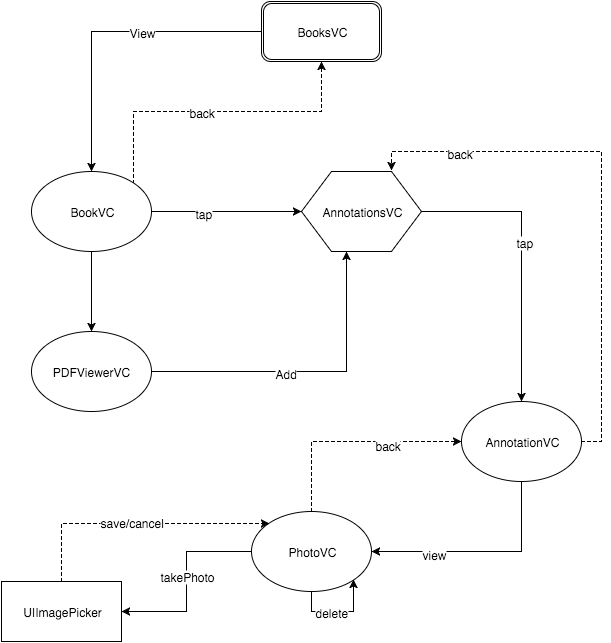 BooksVC
View
back
back
BookVC
tap
AnnotationsVC
tap
PDFViewerVC
Add
back
AnnotationVC
save/cancel
PhotoVC
view
takePhoto
UIImagePicker
delete